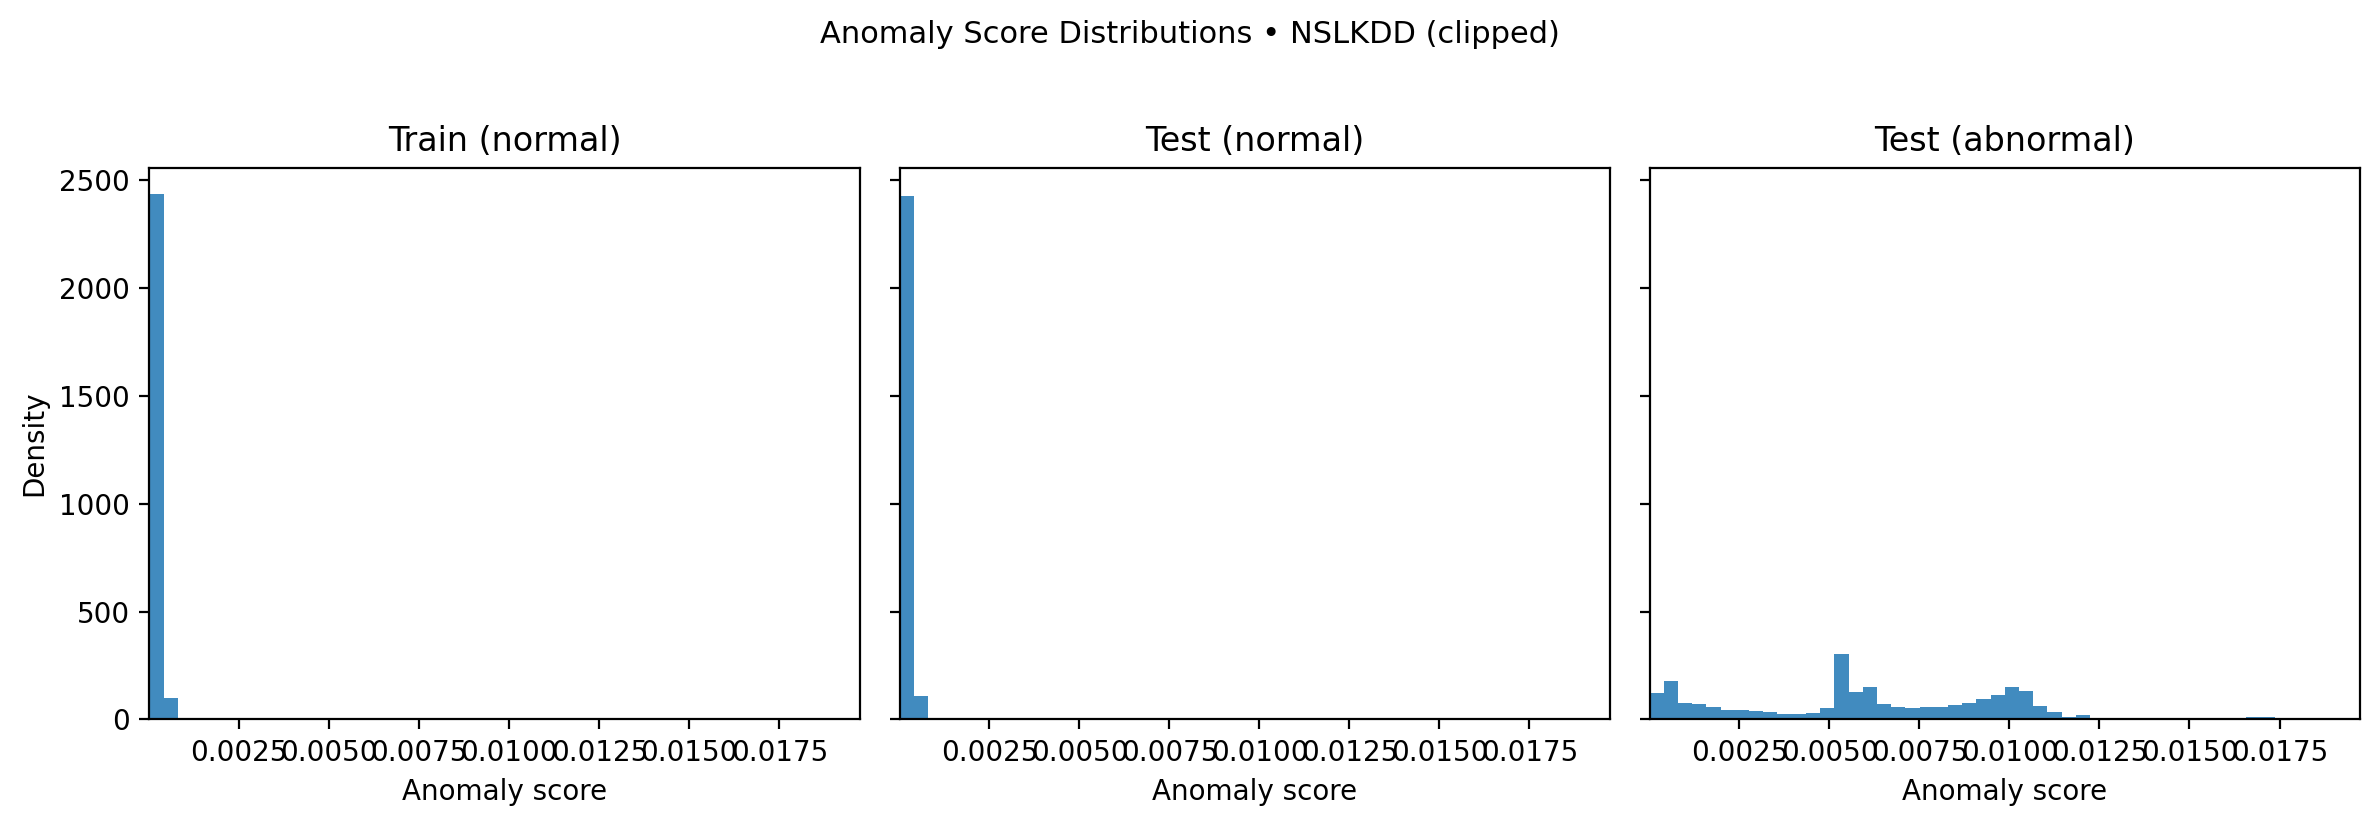 Anomaly Score Distributions • NSLKDD (clipped)
Train (normal)
Test (normal)
Test (abnormal)
Density
2500
2000
1500
1000
500
0
0.0025 0.0050 0.0075 0.0100 0.0125 0.0150 0.0175
0.0025 0.0050 0.0075 0.0100 0.0125 0.0150 0.0175
0.0025 0.0050 0.0075 0.0100 0.0125 0.0150 0.0175
Anomaly score
Anomaly score
Anomaly score